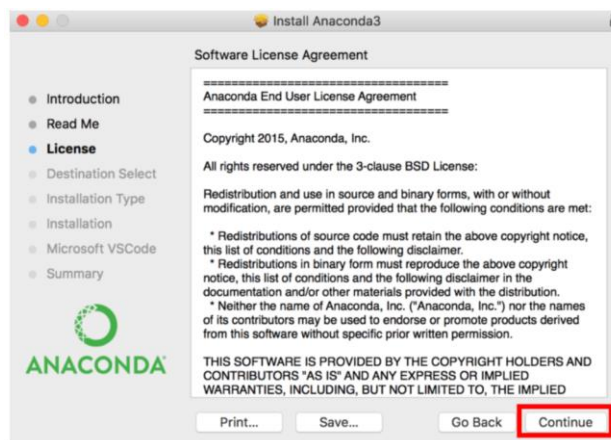 Install Anaconda3
Software License Agreement
Introduction
Read Me
License
Destination Select
Installation Type
Installation
Microsoft VSCode
Summary
ANACONDA
===================================
Anaconda End User License Agreement
===================================
Copyright 2015, Anaconda, Inc.
All rights reserved under the 3-clause BSD License:
Redistribution and use in source and binary forms, with or without
modification, are permitted provided that the following conditions are met:
* Redistributions of source code must retain the above copyright notice,
this list of conditions and the following disclaimer.
* Redistributions in binary form must reproduce the above copyright
notice, this list of conditions and the following disclaimer in the
documentation and/or other materials provided with the distribution.
* Neither the name of Anaconda, Inc. ("Anaconda, Inc.") nor the names
of its contributors may be used to endorse or promote products derived
from this software without specific prior written permission.
THIS SOFTWARE IS PROVIDED BY THE COPYRIGHT HOLDERS AND
CONTRIBUTORS "AS IS" AND ANY EXPRESS OR IMPLIED
WARRANTIES, INCLUDING, BUT NOT LIMITED TO, THE IMPLIED
Print...
Save...
Go Back
Continue